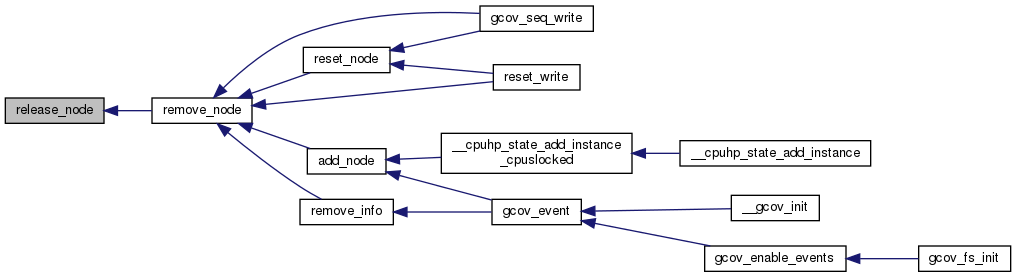 gcov_seq_write
reset_node
reset_write
release_node
remove_node
__cpuhp_state_add_instance
_cpuslocked
__cpuhp_state_add_instance
add_node
remove_info
gcov_event
__gcov_init
gcov_enable_events
gcov_fs_init